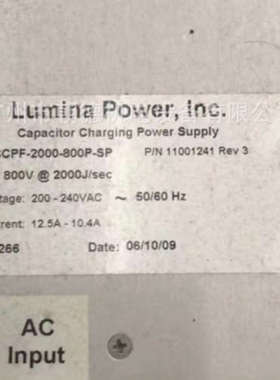 Lumina Power, Inc.
Capacitor Charging Power Supply
CPF-2000-800P-SP P/N 11001241 Rev 3
800V @ 2000J/sec
tage: 200 - 240VAC ~ 50/60 Hz
rrent: 12.5A - 10.4A
266 Date: 06/10/09
AC
Input